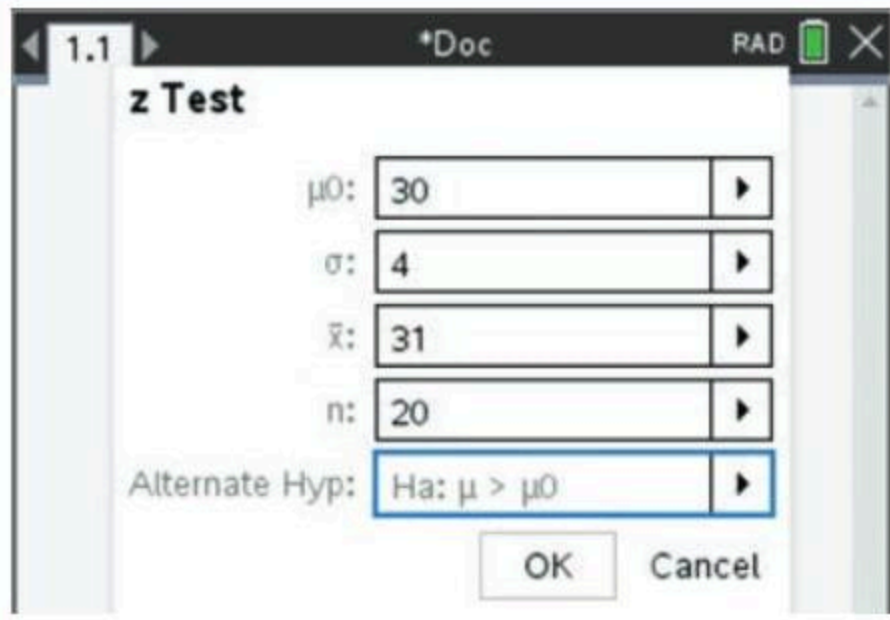 1.1 *Doc RAD
z Test
μ0: 30
σ: 4
x̄: 31
n: 20
Alternate Hyp: Ha: μ > μ0
OK Cancel